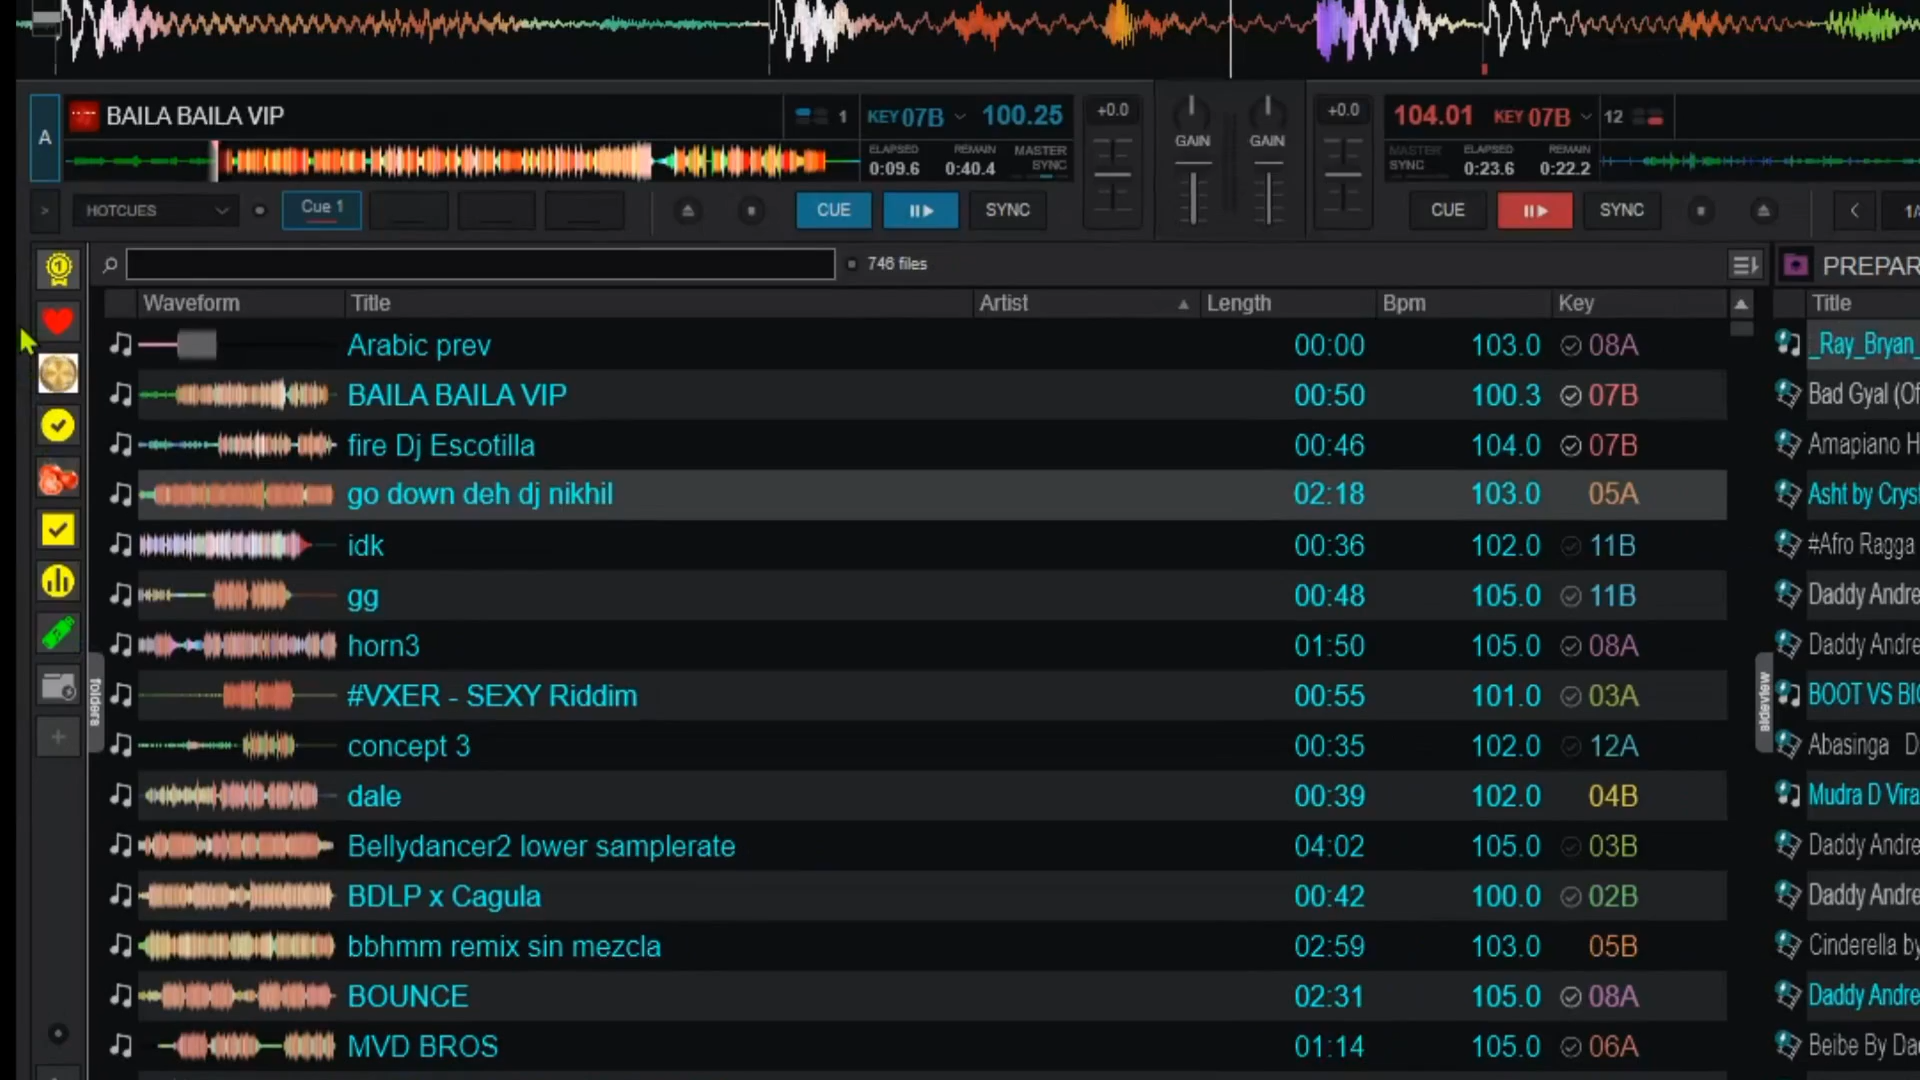 A
BAILA BAILA VIP
1
KEY 07B
100.25
ELAPSED
0:09.6
REMAIN
0:40.4
MASTER
SYNC
+0.0
GAIN
GAIN
+0.0
104.01
KEY 07B
12
MASTER
SYNC
ELAPSED
0:23.6
REMAIN
0:22.2
HOTCUES
Cue 1
CUE
SYNC
CUE
SYNC
746 files
PREPAR
Waveform Title Artist Length Bpm Key
Title
Arabic prev 00:00 103.0 08A
BAILA BAILA VIP 00:50 100.3 07B
fire Dj Escotilla 00:46 104.0 07B
go down deh dj nikhil 02:18 103.0 05A
idk 00:36 102.0 11B
gg 00:48 105.0 11B
horn3 01:50 105.0 08A
#VXER - SEXY Riddim 00:55 101.0 03A
concept 3 00:35 102.0 12A
dale 00:39 102.0 04B
Bellydancer2 lower samplerate 04:02 105.0 03B
BDLP x Cagula 00:42 100.0 02B
bbhmm remix sin mezcla 02:59 103.0 05B
BOUNCE 02:31 105.0 08A
MVD BROS 01:14 105.0 06A
folders
sideview
_Ray_Bryan_
Bad Gyal (Of
Amapiano H
Asht by Cryst
#Afro Ragga
Daddy Andre
Daddy Andre
BOOT VS BIG
Abasinga D
Mudra D Vira
Daddy Andre
Daddy Andre
Cinderella by
Daddy Andre
Beibe By Da